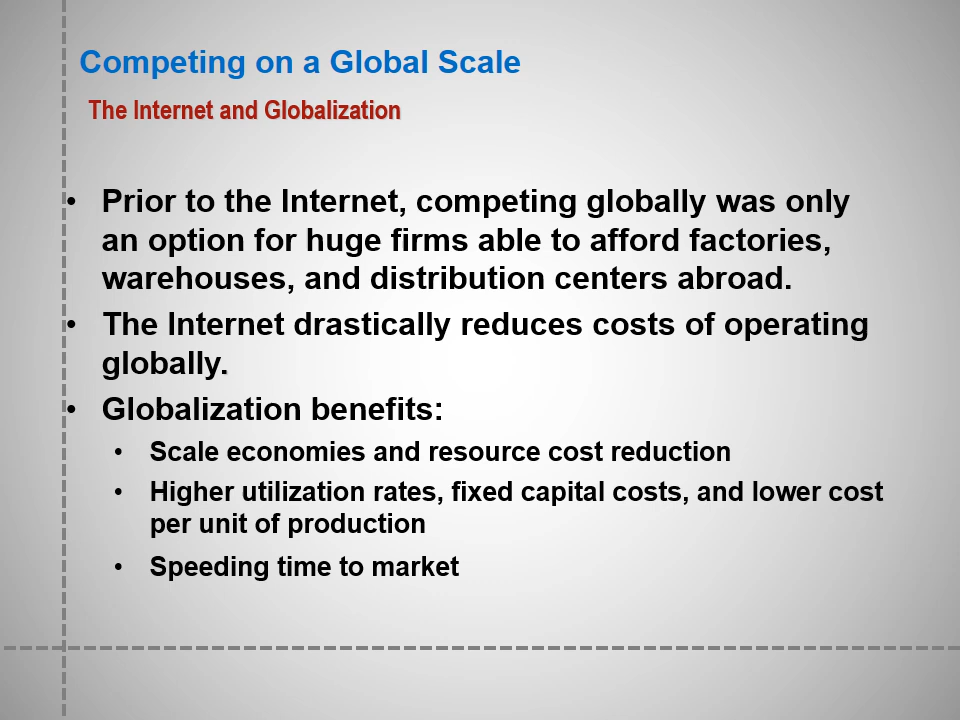 Competing on a Global Scale
The Internet and Globalization
• Prior to the Internet, competing globally was only
an option for huge firms able to afford factories,
warehouses, and distribution centers abroad.
• The Internet drastically reduces costs of operating
globally.
• Globalization benefits:
• Scale economies and resource cost reduction
• Higher utilization rates, fixed capital costs, and lower cost
per unit of production
• Speeding time to market